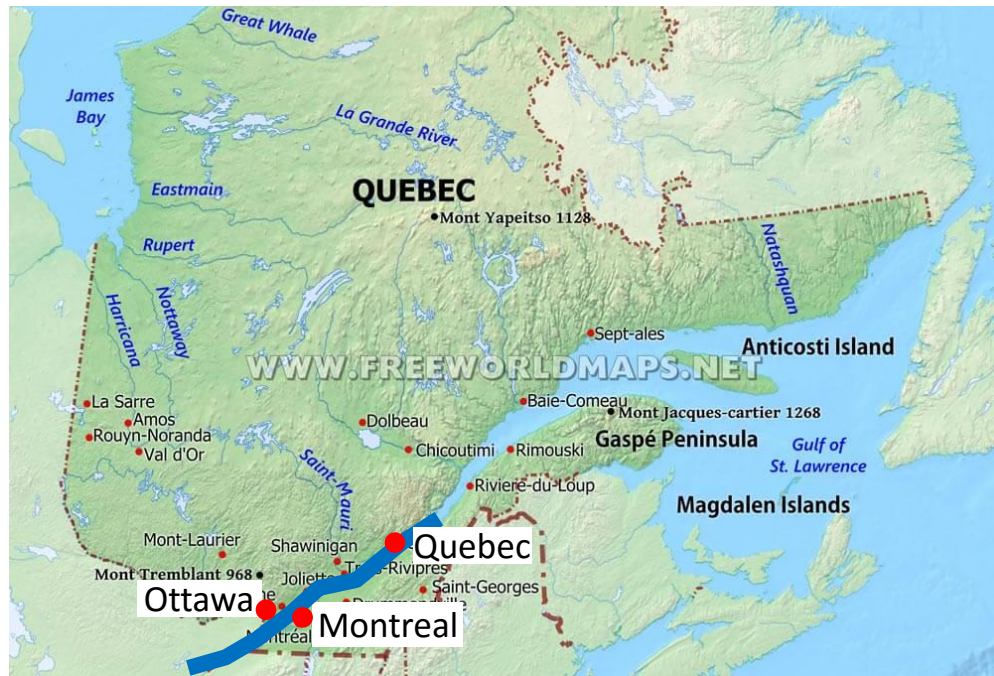 Great Whale
James
Bay
La Grande River
Eastmain
QUEBEC
Mont Yapeitso 1128
Rupert
Natashquan
Harricana
Nottaway
Sept-ales
Anticosti Island
WWW.FREEWORLDMAPS.NET
La Sarre
Baie-Comeau
Mont Jacques-cartier 1268
Amos
Dolbeau
Rouyn-Noranda
Gaspé Peninsula
Val d'Or
Chicoutimi
Rimouski
Gulf of
St. Lawrence
Saint-Mauri
Riviere-du-Loup
Magdalen Islands
Mont-Laurier
Shawinigan
Quebec
Mont Tremblant 968
Joliette
Saint-Georges
Ottawa
Montreal